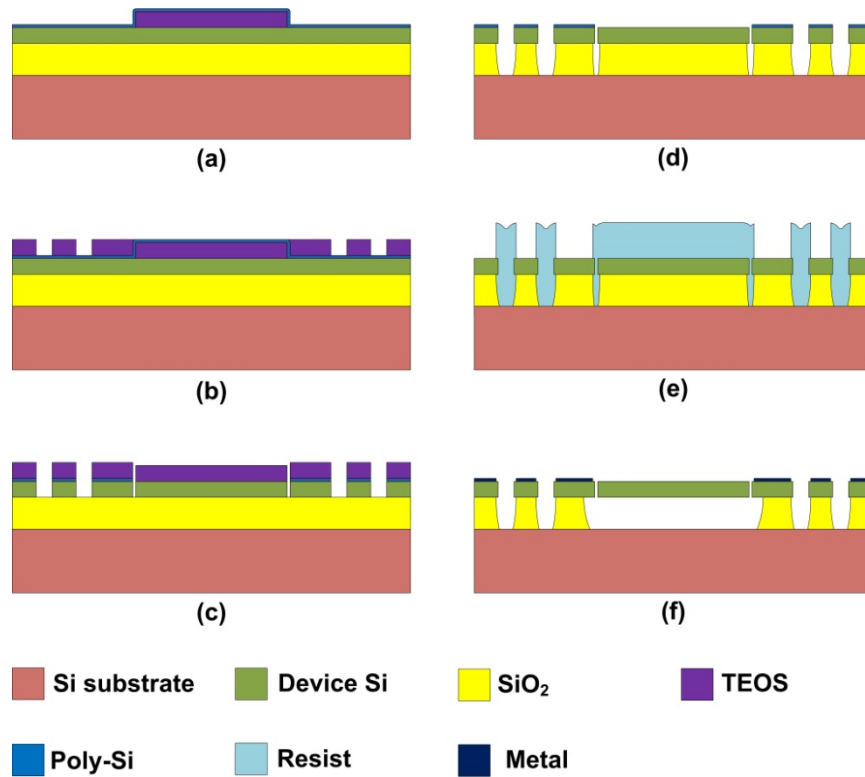 (a)
(d)
(b)
(e)
(c)
(f)
Si substrate
Device Si
SiO₂
TEOS
Poly-Si
Resist
Metal